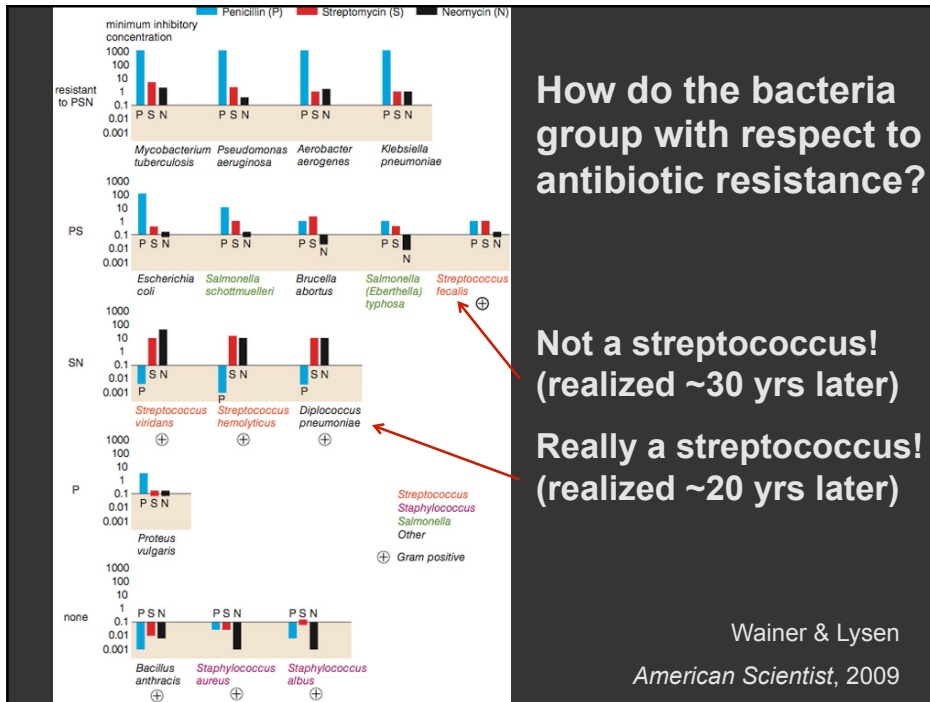 Penicillin (P) Streptomycin (S) Neomycin (N)
minimum inhibitory
concentration
1000
100
10
1
0.1
0.01
0.001
resistant
to PSN
P S N P S N P S N P S N
Mycobacterium Pseudomonas Aerobacter Klebsiella
tuberculosis aeruginosa aerogenes pneumoniae
1000
100
10
1
0.1
0.01
0.001
PS
P S N P S N P S N P S N P S N
Escherichia Salmonella Brucella Salmonella Streptococcus
coli schottmuelleri abortus (Eberthella) fecalis
typhosa
1000
100
10
1
0.1
0.01
0.001
SN
P S N P S N P S N
Streptococcus Streptococcus Diplococcus
viridans hemolyticus pneumoniae
1000
100
10
1
0.1
0.01
0.001
P
P S N
Proteus
vulgaris
Streptococcus
Staphylococcus
Salmonella
Other
Gram positive
1000
100
10
1
0.1
0.01
0.001
none
P S N P S N P S N
Bacillus Staphylococcus Staphylococcus
anthracis aureus albus
How do the bacteria
group with respect to
antibiotic resistance?
Not a streptococcus!
(realized ~30 yrs later)
Really a streptococcus!
(realized ~20 yrs later)
Wainer & Lysen
American Scientist, 2009